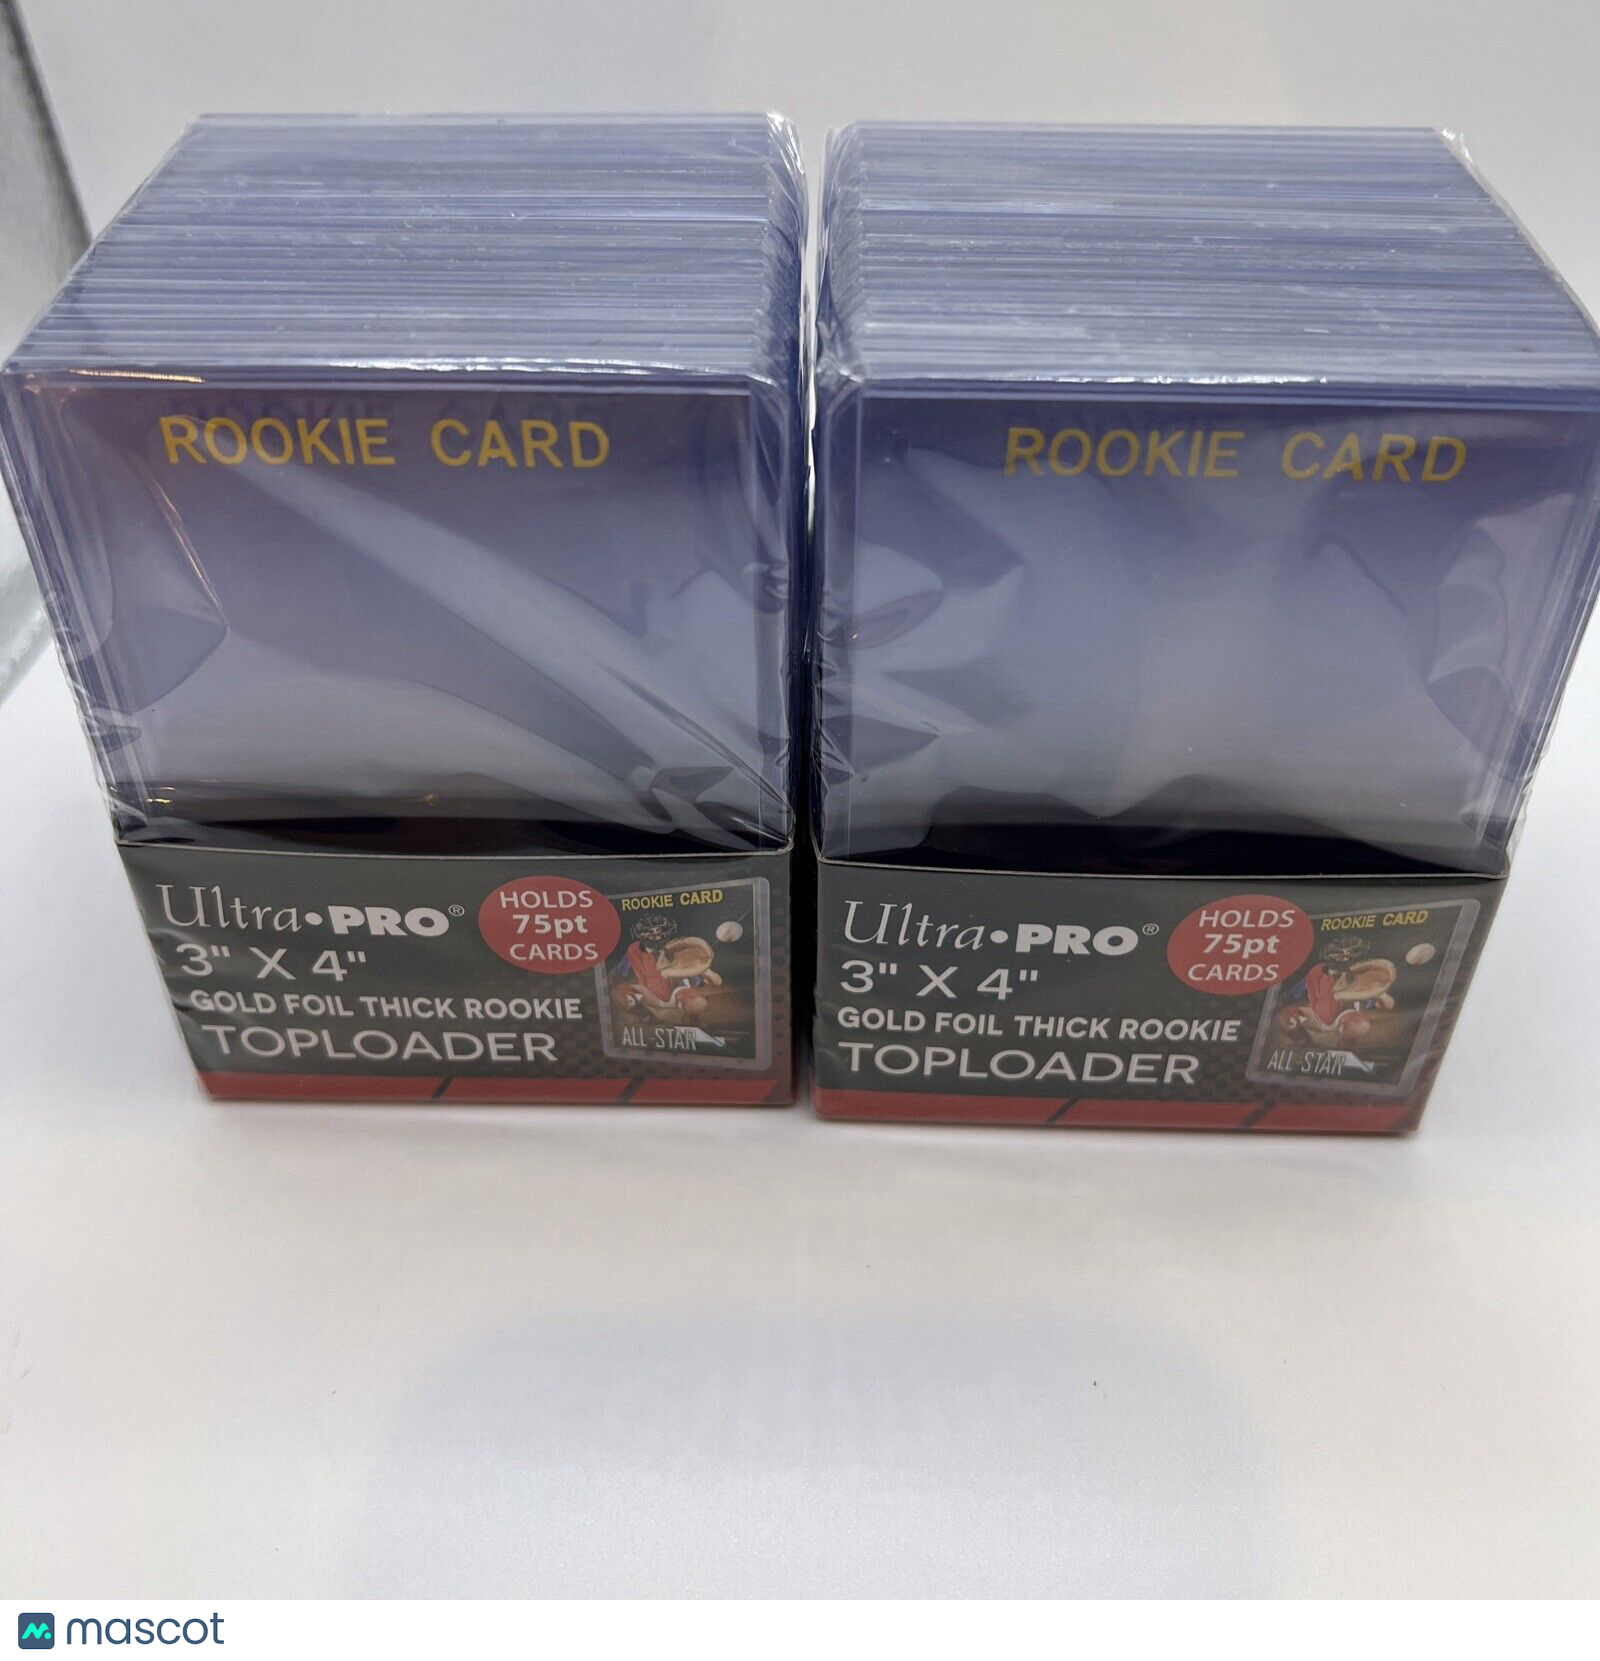 ROOKIE CARD
Ultra•PRO®
3" X 4"
GOLD FOIL THICK ROOKIE
TOPLOADER
HOLDS
75pt
CARDS
ROOKIE CARD
ALL-STAR
ROOKIE CARD
Ultra•PRO®
3" X 4"
GOLD FOIL THICK ROOKIE
TOPLOADER
HOLDS
75pt
CARDS
ROOKIE CARD
ALL-STAR
mascot